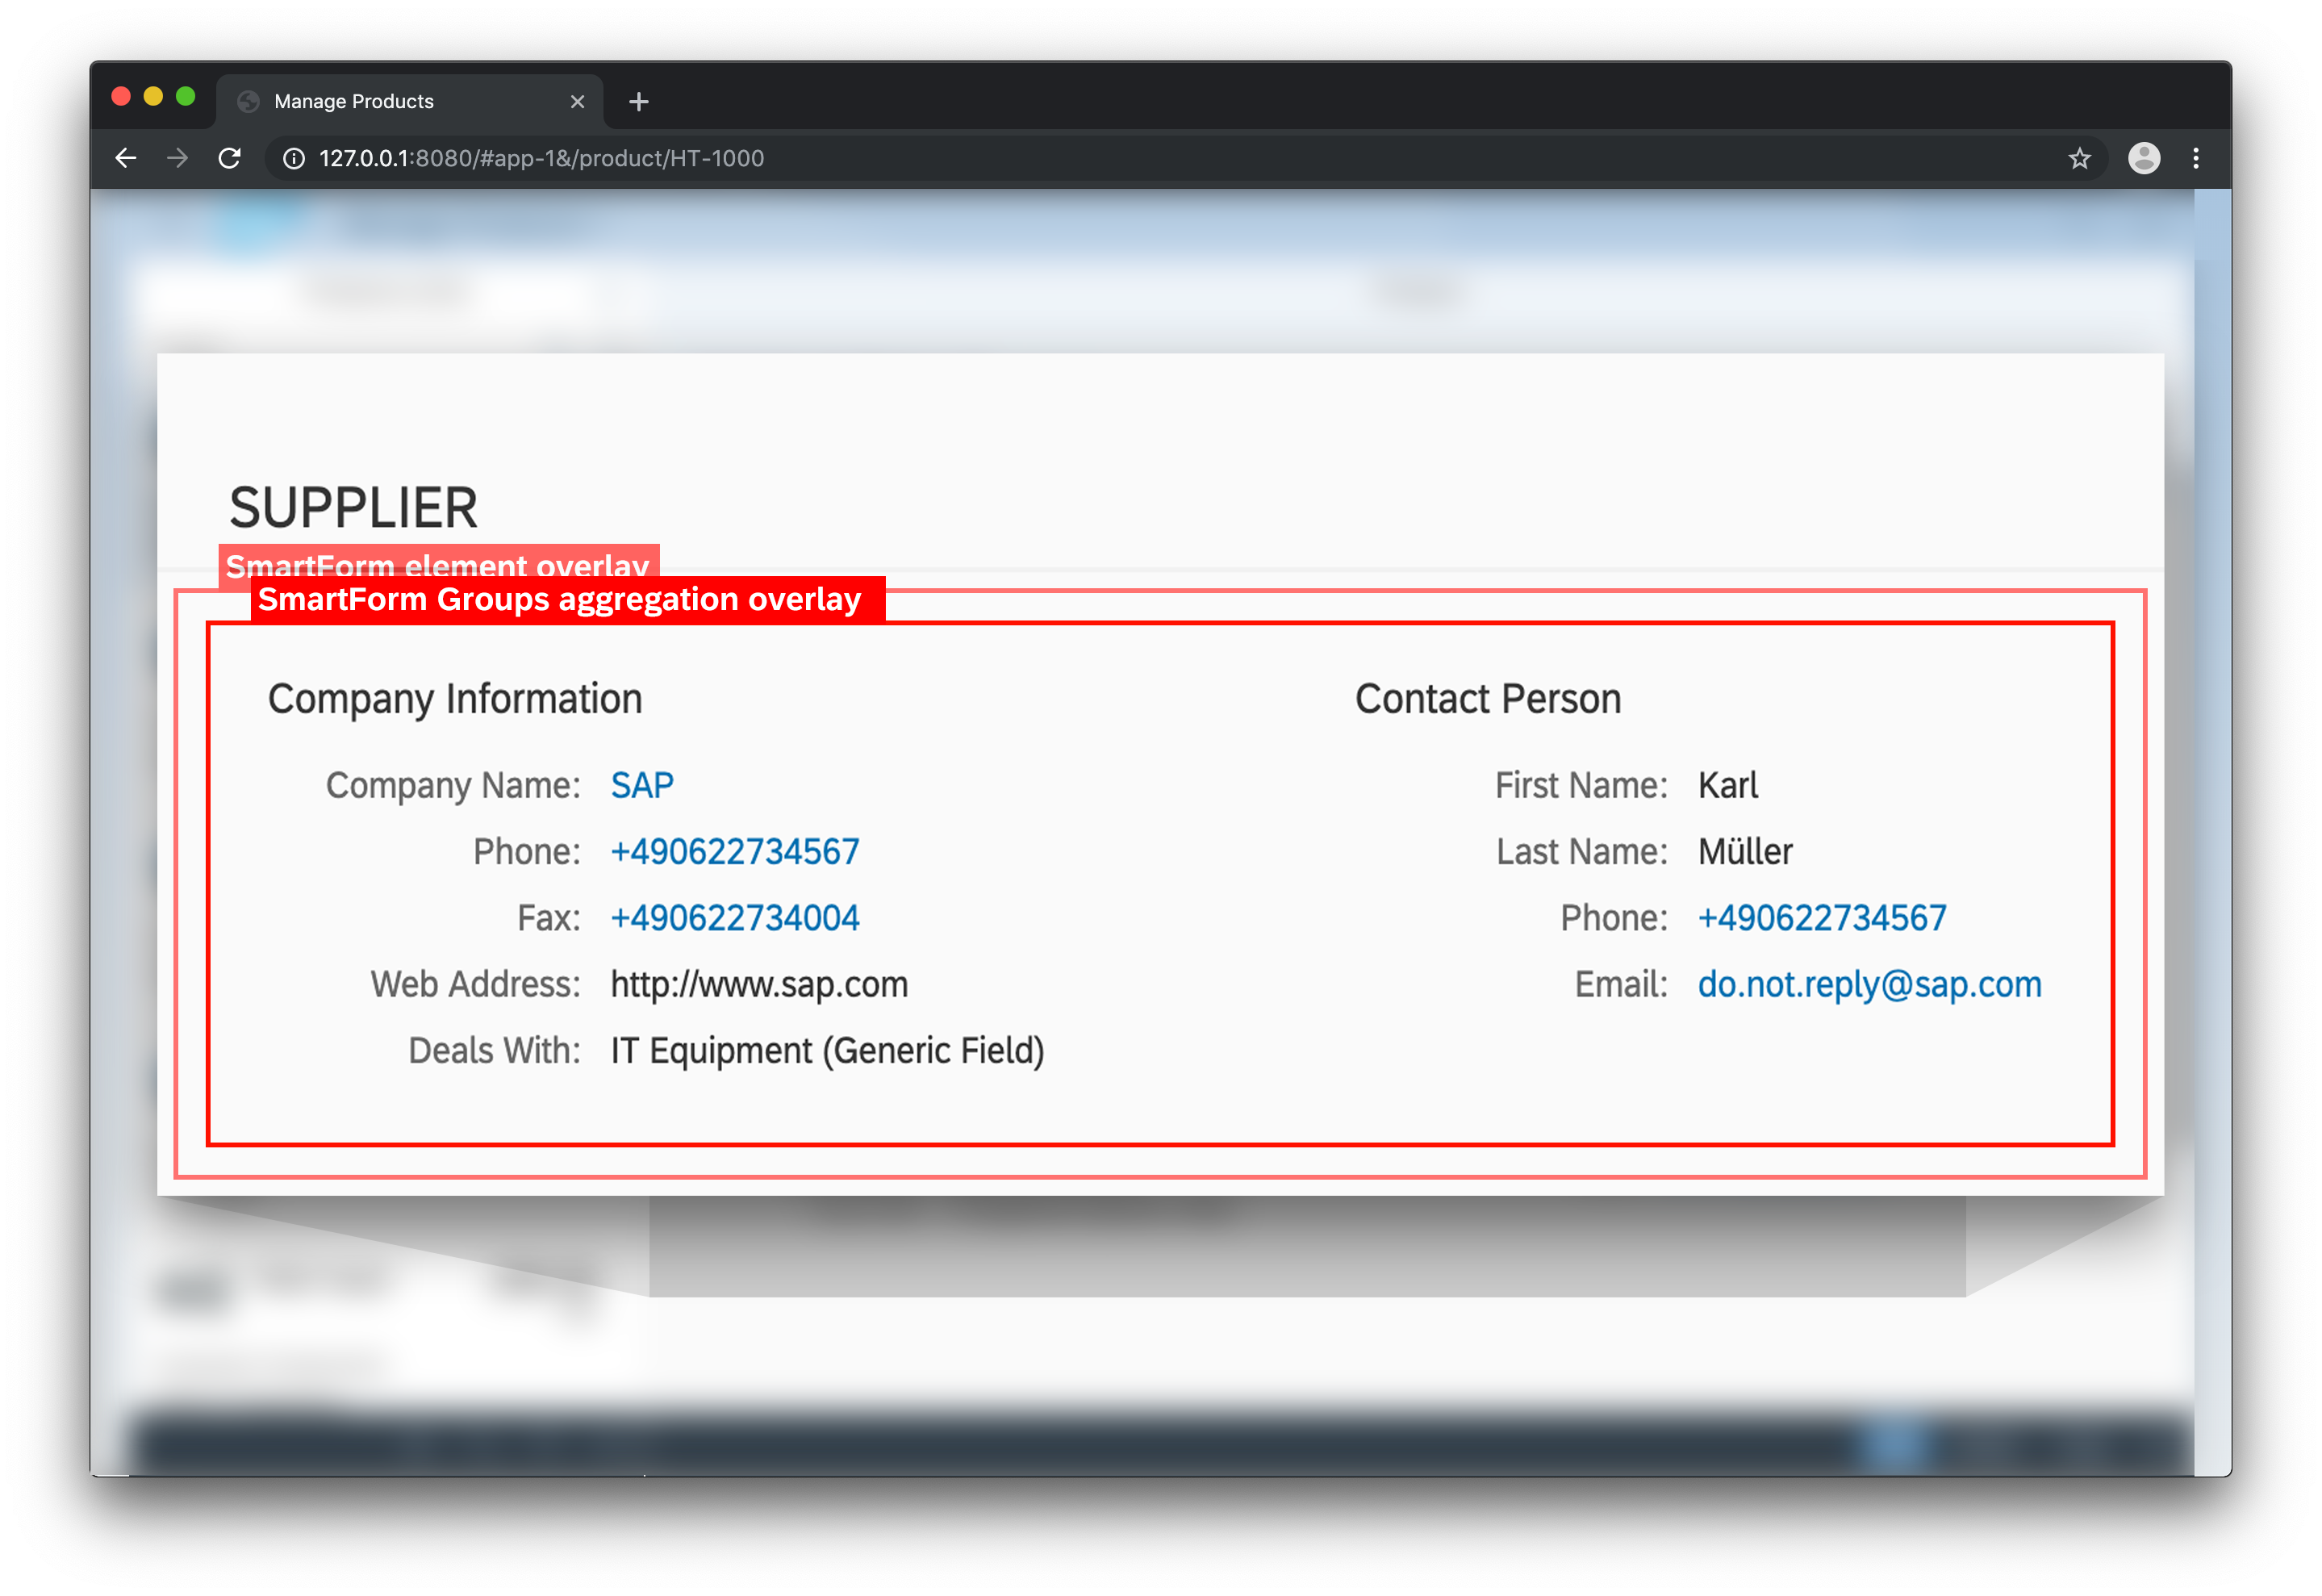 Manage Products
127.0.0.1:8080/#app-1&/product/HT-1000
SUPPLIER
SmartForm element overlay
SmartForm Groups aggregation overlay
Company Information
Company Name: SAP
Phone: +490622734567
Fax: +490622734004
Web Address: http://www.sap.com
Deals With: IT Equipment (Generic Field)
Contact Person
First Name: Karl
Last Name: Müller
Phone: +490622734567
Email: do.not.reply@sap.com